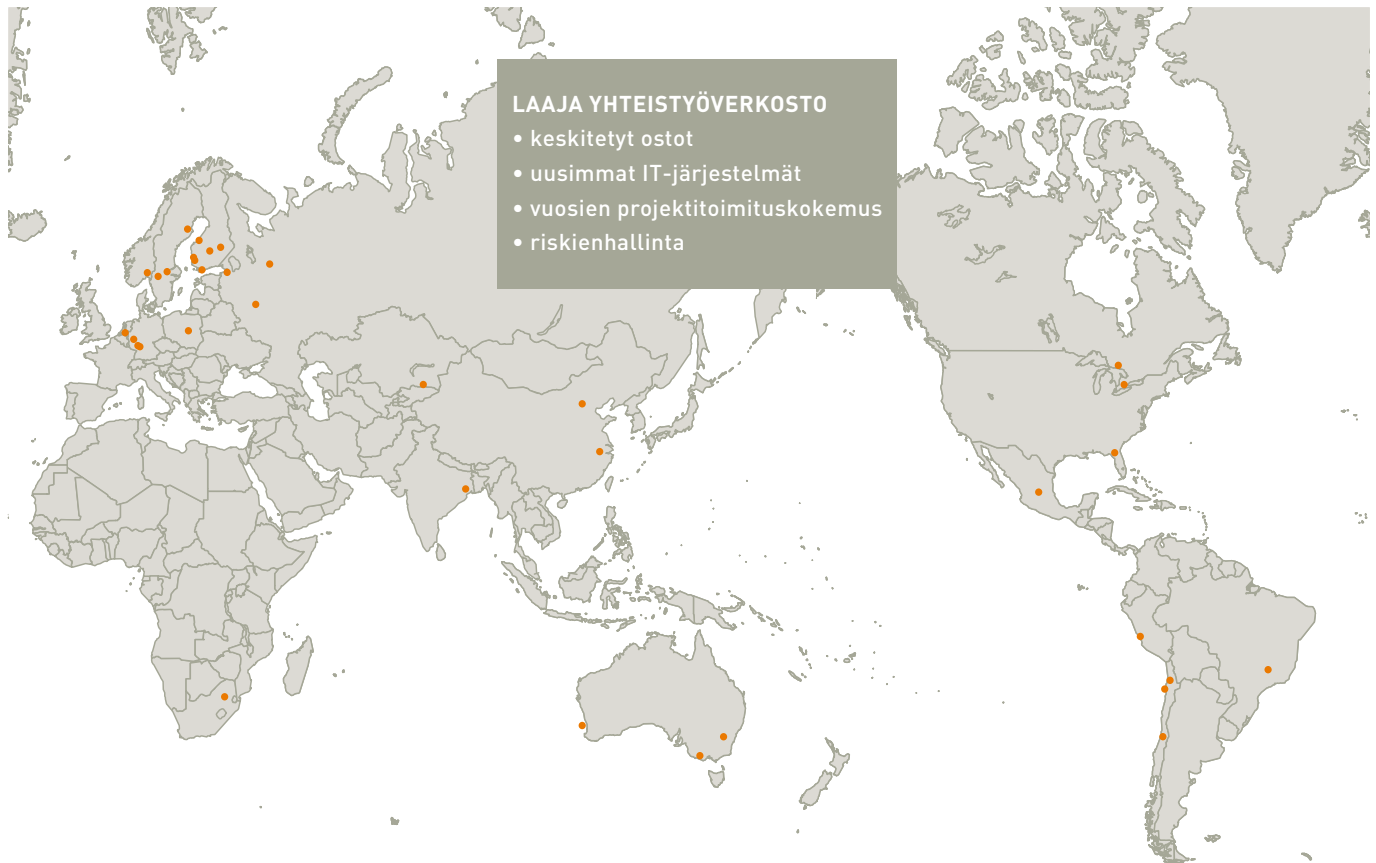 LAAJA YHTEISTYÖVERKOSTO
• keskitetyt ostot
• uusimmat IT-järjestelmät
• vuosien projektitoimituskokemus
• riskienhallinta